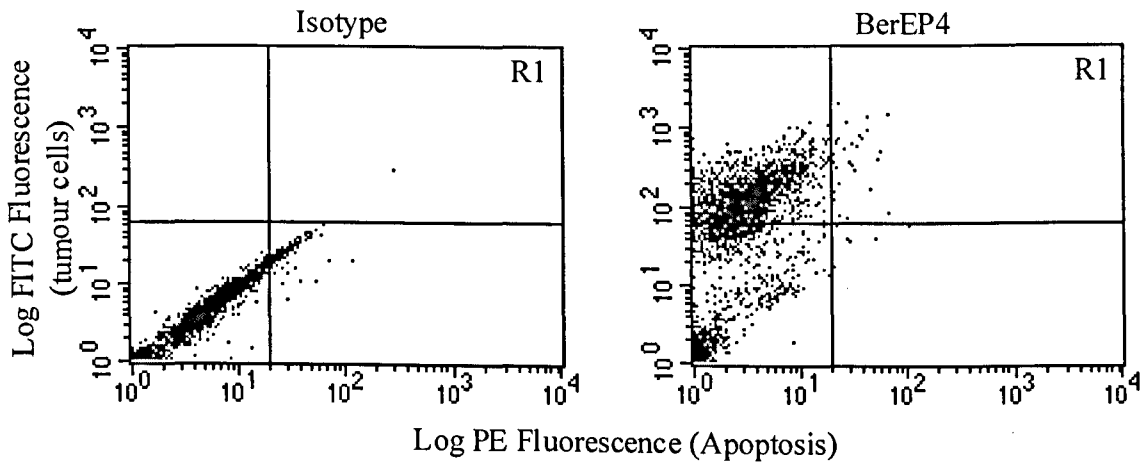 Isotype
BerEP4
Log FITC Fluorescence
(tumour cells)
10^4
10^3
10^2
10^1
10^0
R1
10^0 10^1 10^2 10^3 10^4
10^4
10^3
10^2
10^1
10^0
R1
10^0 10^1 10^2 10^3 10^4
Log PE Fluorescence (Apoptosis)